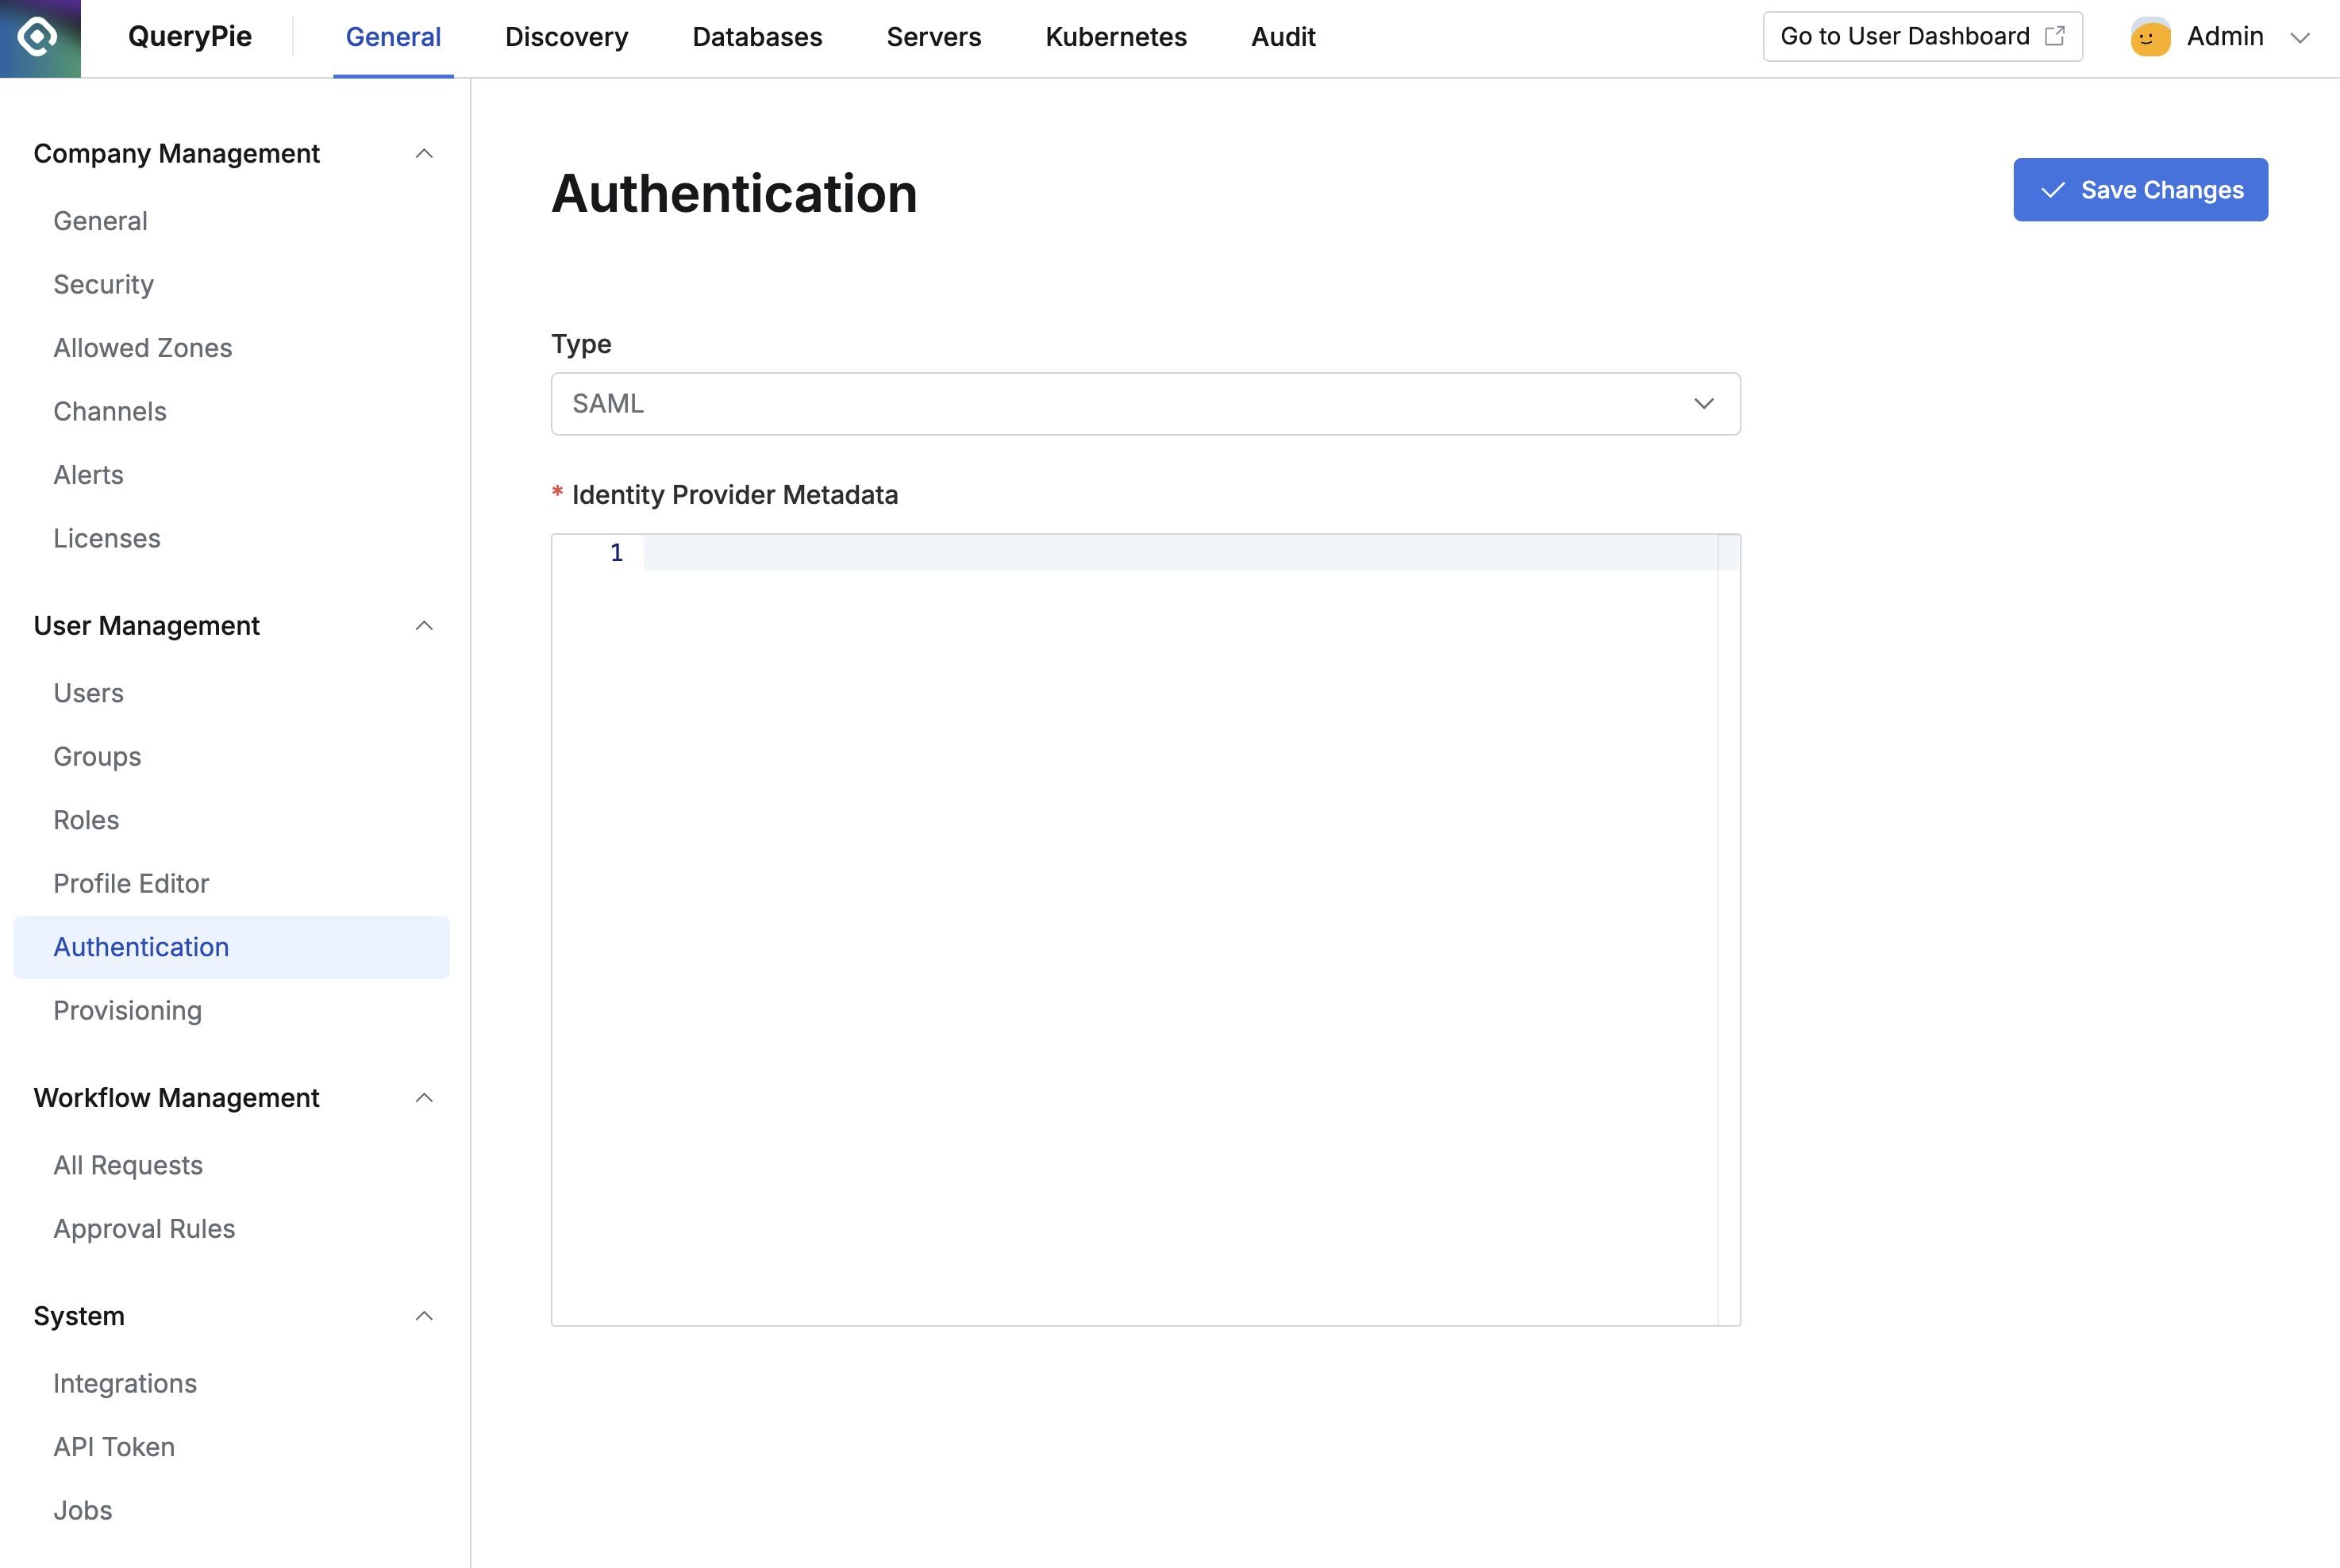 QueryPie
General
Discovery
Databases
Servers
Kubernetes
Audit
Go to User Dashboard
Admin
Company Management
General
Security
Allowed Zones
Channels
Alerts
Licenses
User Management
Users
Groups
Roles
Profile Editor
Authentication
Provisioning
Workflow Management
All Requests
Approval Rules
System
Integrations
API Token
Jobs
Authentication
Save Changes
Type
SAML
* Identity Provider Metadata
1